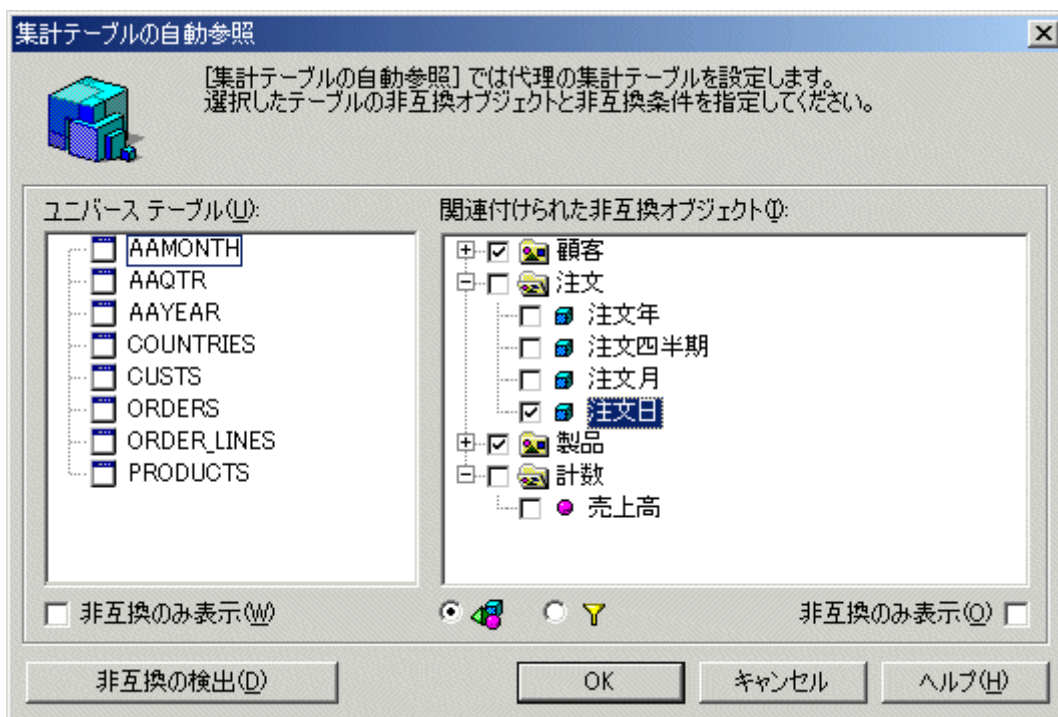 集計テーブルの自動参照
[集計テーブルの自動参照] では代理の集計テーブルを設定します。
選択したテーブルの非互換オブジェクトと非互換条件を指定してください。
ユニバース テーブル(U):
AAMONTH
AAQTR
AAYEAR
COUNTRIES
CUSTS
ORDERS
ORDER_LINES
PRODUCTS
非互換のみ表示(W)
関連付けられた非互換オブジェクト(I):
顧客
注文
注文年
注文四半期
注文月
注文日
製品
計数
売上高
非互換のみ表示(O)
非互換の検出(D)
OK
キャンセル
ヘルプ(H)